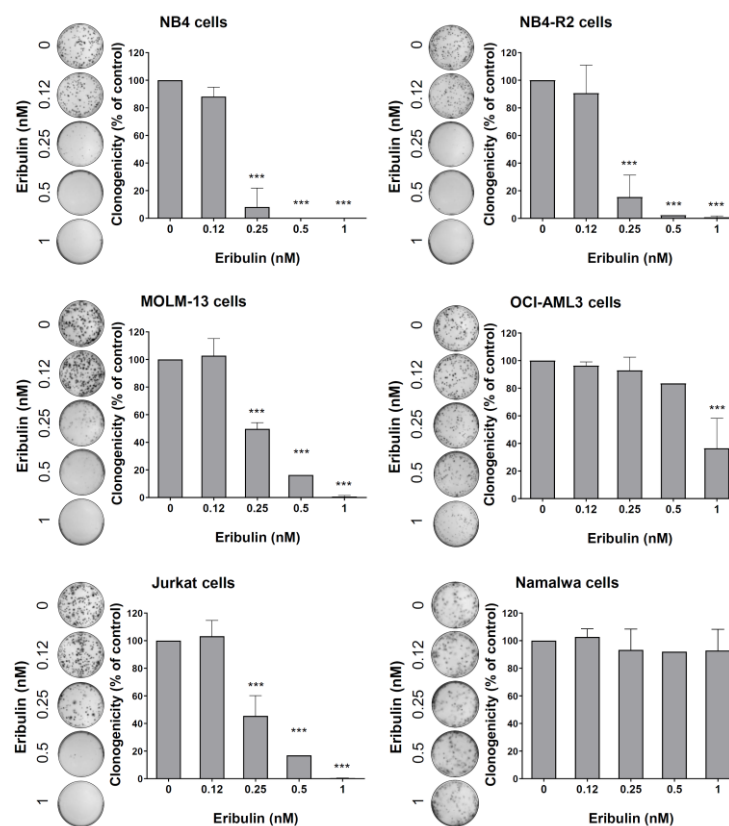 NB4 cells
Eribulin (nM)
0
0.12
0.25
0.5
1
Clonogenicity (% of control)
120
100
80
60
40
20
0
***
***
***
0 0.12 0.25 0.5 1
Eribulin (nM)
NB4-R2 cells
Eribulin (nM)
0
0.12
0.25
0.5
1
Clonogenicity (% of control)
120
100
80
60
40
20
0
***
***
***
0 0.12 0.25 0.5 1
Eribulin (nM)
MOLM-13 cells
Eribulin (nM)
0
0.12
0.25
0.5
1
Clonogenicity (% of control)
120
100
80
60
40
20
0
***
***
***
0 0.12 0.25 0.5 1
Eribulin (nM)
OCI-AML3 cells
Eribulin (nM)
0
0.12
0.25
0.5
1
Clonogenicity (% of control)
120
100
80
60
40
20
0
***
0 0.12 0.25 0.5 1
Eribulin (nM)
Jurkat cells
Eribulin (nM)
0
0.12
0.25
0.5
1
Clonogenicity (% of control)
120
100
80
60
40
20
0
***
***
***
0 0.12 0.25 0.5 1
Eribulin (nM)
Namalwa cells
Eribulin (nM)
0
0.12
0.25
0.5
1
Clonogenicity (% of control)
120
100
80
60
40
20
0
0 0.12 0.25 0.5 1
Eribulin (nM)